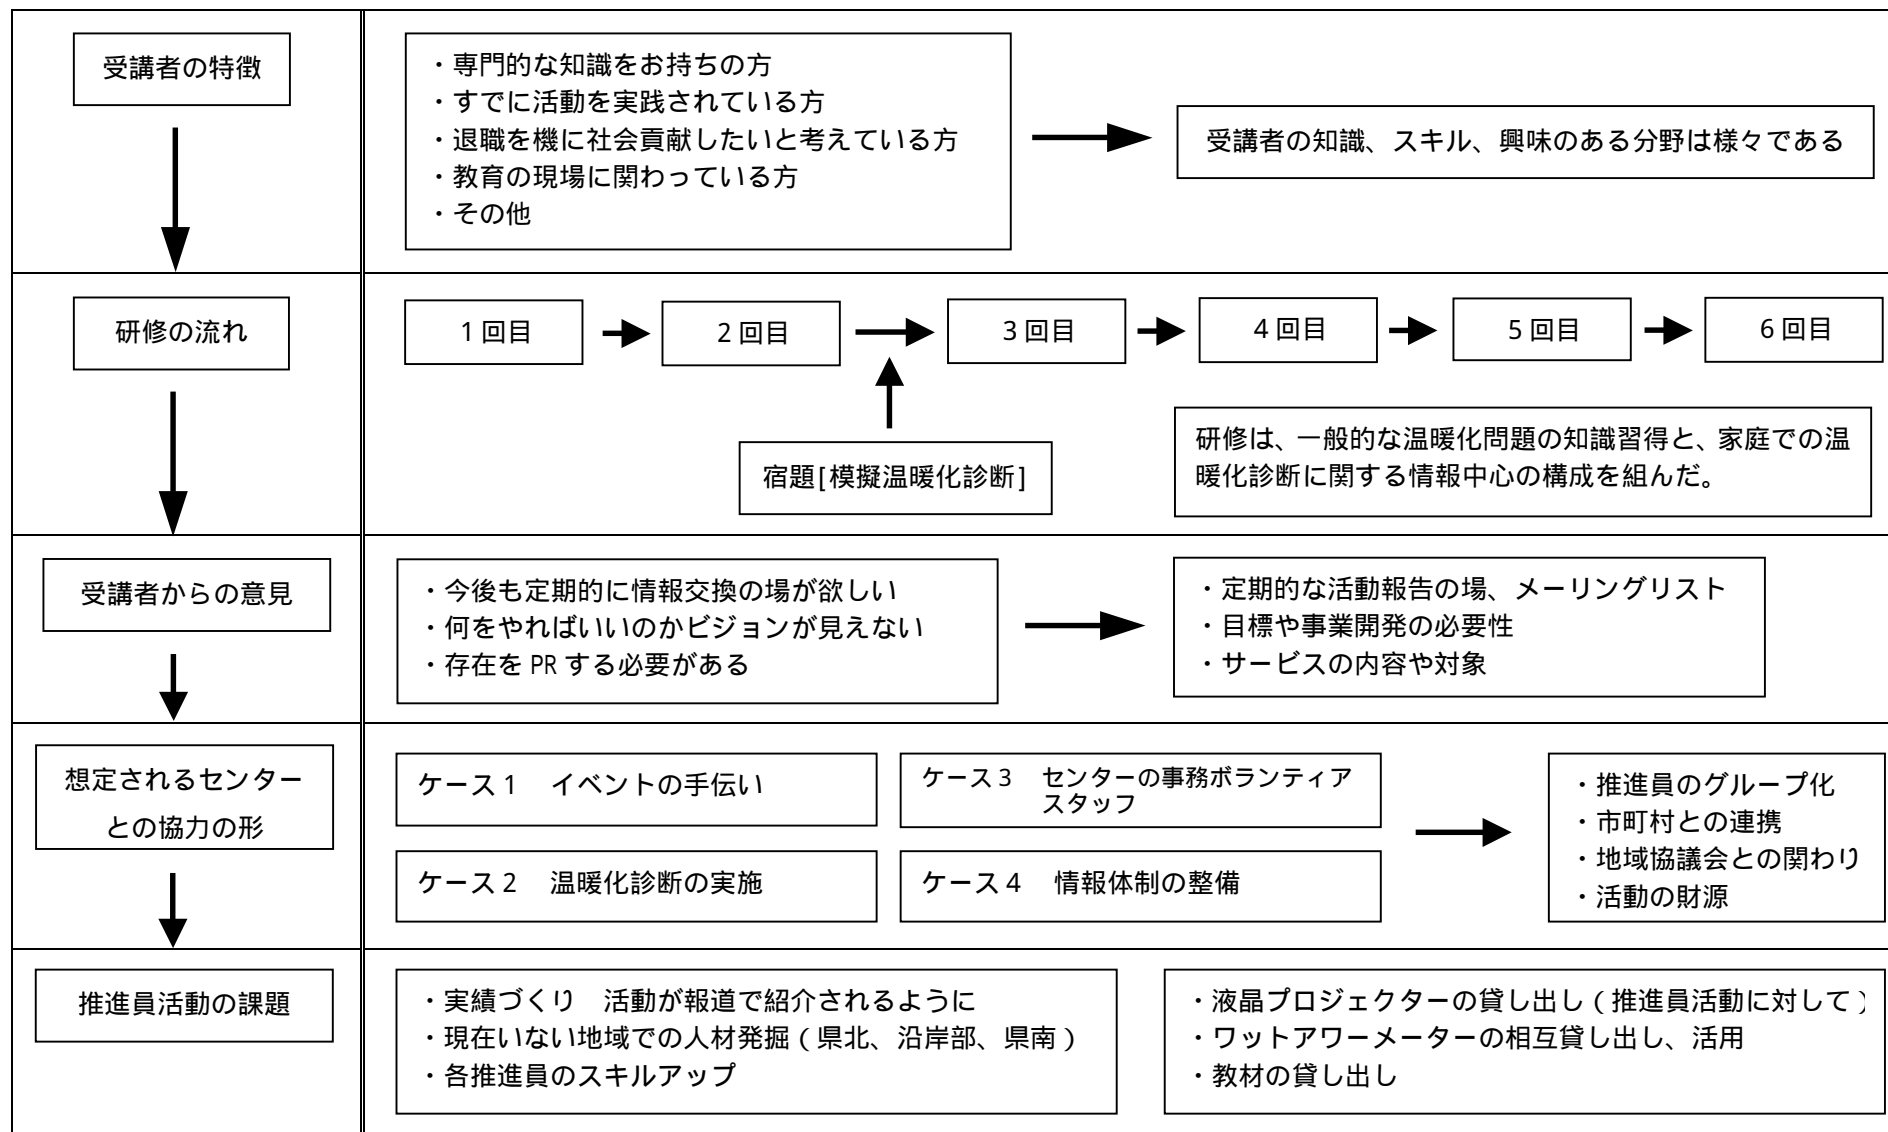 受講者の特徴
・専門的な知識をお持ちの方
・すでに活動を実践されている方
・退職を機に社会貢献したいと考えている方
・教育の現場に関わっている方
・その他
受講者の知識、スキル、興味のある分野は様々である
研修の流れ
1回目
2回目
3回目
4回目
5回目
6回目
宿題[模擬温暖化診断]
研修は、一般的な温暖化問題の知識習得と、家庭での温
暖化診断に関する情報中心の構成を組んだ。
受講者からの意見
・今後も定期的に情報交換の場が欲しい
・何をやればいいのかビジョンが見えない
・存在を PR する必要がある
・定期的な活動報告の場、メーリングリスト
・目標や事業開発の必要性
・サービスの内容や対象
想定されるセンター
との協力の形
ケース1　イベントの手伝い
ケース2　温暖化診断の実施
ケース3　センターの事務ボランティア
スタッフ
ケース4　情報体制の整備
・推進員のグループ化
・市町村との連携
・地域協議会との関わり
・活動の財源
推進員活動の課題
・実績づくり　活動が報道で紹介されるように
・現在いない地域での人材発掘（県北、沿岸部、県南）
・各推進員のスキルアップ
・液晶プロジェクターの貸し出し（推進員活動に対して）
・ワットアワーメーターの相互貸し出し、活用
・教材の貸し出し